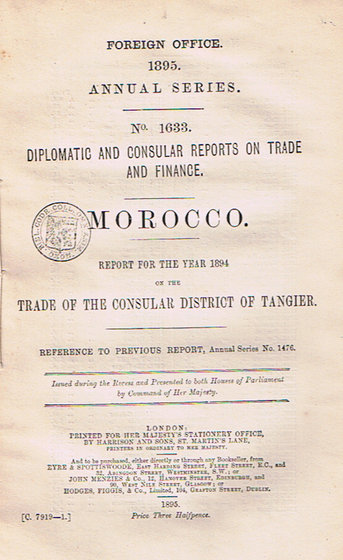 FOREIGN OFFICE.
1895.
ANNUAL SERIES.
No. 1633.
DIPLOMATIC AND CONSULAR REPORTS ON TRADE
AND FINANCE.
MOROCCO.
REPORT FOR THE YEAR 1894
ON THE
TRADE OF THE CONSULAR DISTRICT OF TANGIER.
REFERENCE TO PREVIOUS REPORT, Annual Series No. 1476.
Issued during the Recess and Presented to both Houses of Parliament
by Command of Her Majesty.
LONDON:
PRINTED FOR HER MAJESTY'S STATIONERY OFFICE,
BY HARRISON AND SONS, ST. MARTIN'S LANE,
PRINTERS IN ORDINARY TO HER MAJESTY.
And to be purchased, either directly or through any Bookseller, from
EYRE & SPOTTISWOODE, East Harding Street, Fleet Street, E.C., and
32, Abingdon Street, Westminster, S.W.; or
JOHN MENZIES & Co., 12, Hanover Street, Edinburgh, and
90, West Nile Street, Glasgow; or
HODGES, FIGGIS, & Co., Limited, 104, Grafton Street, Dublin.
1895.
[C. 7919—1.] Price Three Halfpence.